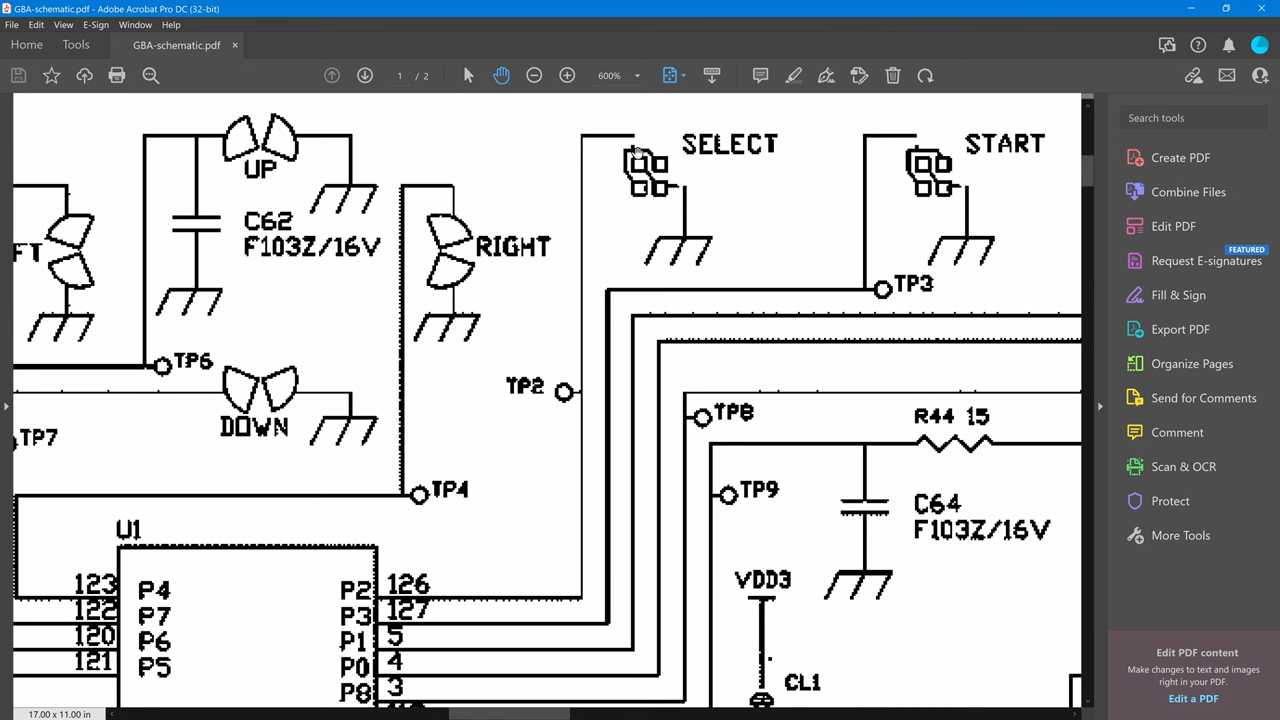 GBA-schematic.pdf - Adobe Acrobat Pro DC (32-bit)
File Edit View E-Sign Window Help
Home Tools GBA-schematic.pdf ×
1 / 2 600%
Search tools
Create PDF
Combine Files
Edit PDF
FEATURED
Request E-signatures
Fill & Sign
Export PDF
Organize Pages
Send for Comments
Comment
Scan & OCR
Protect
More Tools
Edit PDF content
Make changes to text and images
right in your PDF.
Edit a PDF
UP
SELECT
START
C62
F103Z/16V
FT
RIGHT
TP3
TP6
TP2
DOWN
TP8
R44 15
TP7
TP4
TP9
C64
F103Z/16V
U1
VDD3
123 P4 P2 126
122 P7 P3 127
120 P6 P1 5
121 P5 P0 4
P8 3
CL1
17.00 x 11.00 in